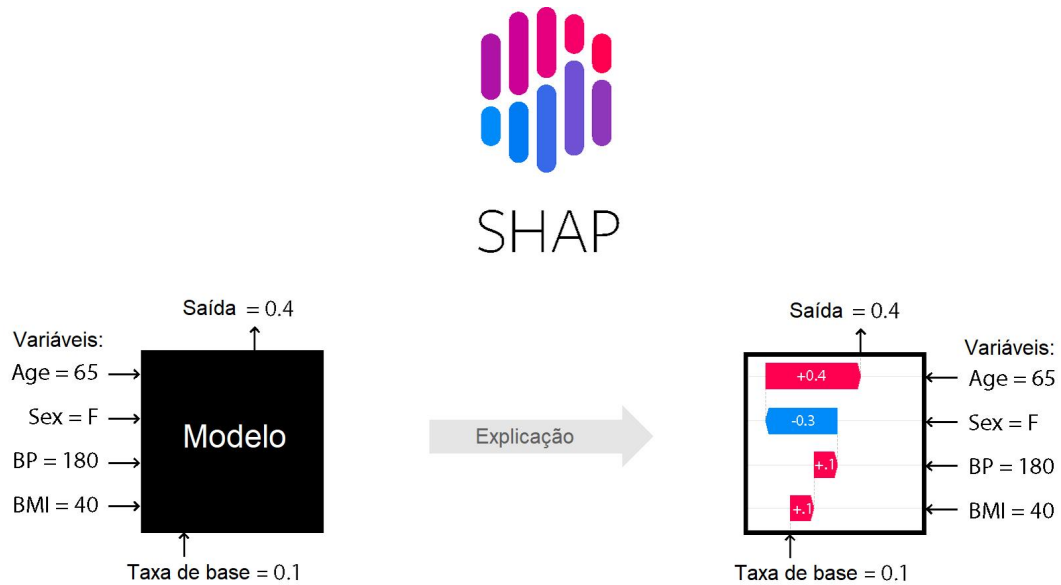 SHAP
Saída = 0.4
Variáveis:
Age = 65
Sex = F
BP = 180
BMI = 40
Modelo
Taxa de base = 0.1
Explicação
Saída = 0.4
+0.4
-0.3
+.1
+.1
Variáveis:
Age = 65
Sex = F
BP = 180
BMI = 40
Taxa de base = 0.1